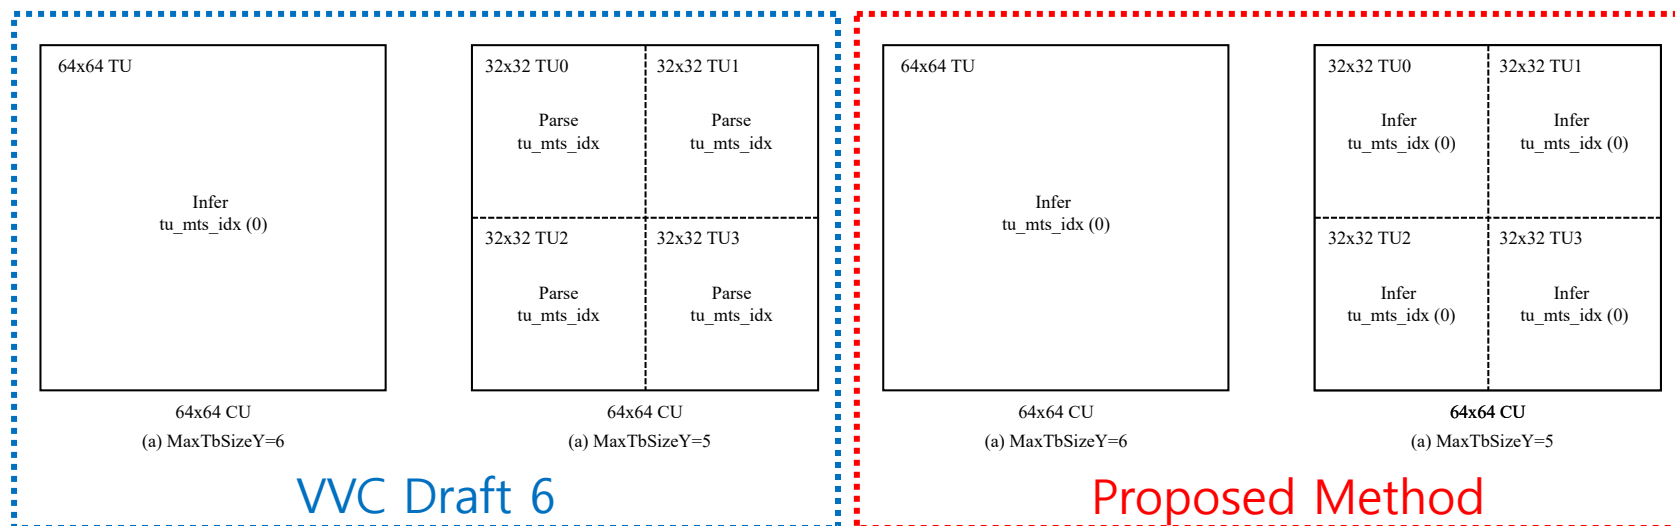 64x64 TU
Infer
tu_mts_idx (0)
64x64 CU
(a) MaxTbSizeY=6
32x32 TU0
Parse
tu_mts_idx
32x32 TU1
Parse
tu_mts_idx
32x32 TU2
Parse
tu_mts_idx
32x32 TU3
Parse
tu_mts_idx
64x64 CU
(a) MaxTbSizeY=5
VVC Draft 6
64x64 TU
Infer
tu_mts_idx (0)
64x64 CU
(a) MaxTbSizeY=6
32x32 TU0
Infer
tu_mts_idx (0)
32x32 TU1
Infer
tu_mts_idx (0)
32x32 TU2
Infer
tu_mts_idx (0)
32x32 TU3
Infer
tu_mts_idx (0)
64x64 CU
(a) MaxTbSizeY=5
Proposed Method